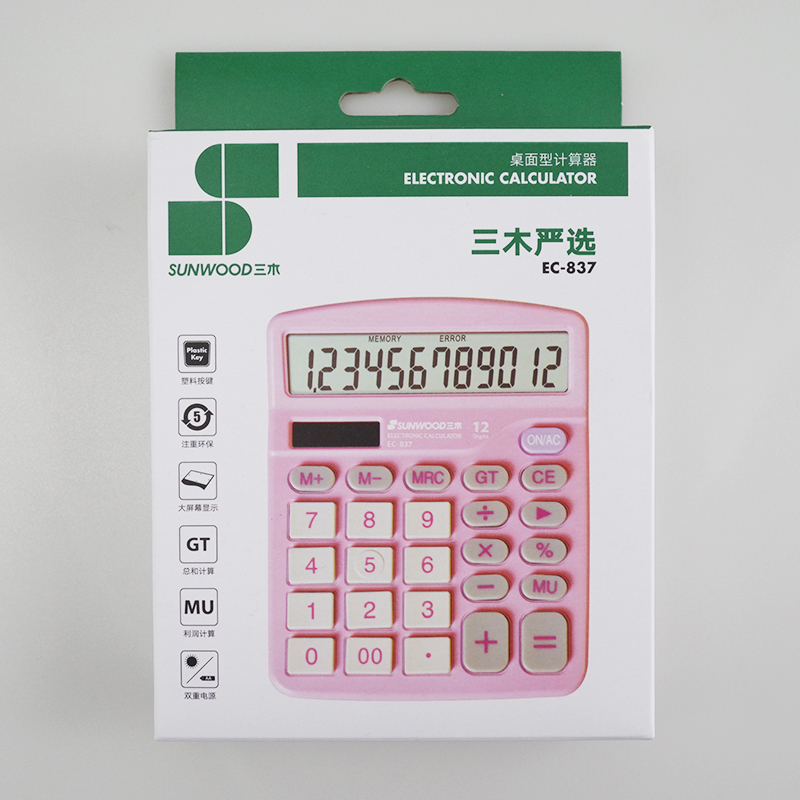 桌面型计算器
ELECTRONIC CALCULATOR
SUNWOOD三木
三木严选
EC-837
Plastic
Key
塑料按键
5
注重环保
大屏幕显示
GT
总和计算
MU
利润计算
AA
双重电源
MEMORY ERROR
1,23456789012
SUNWOOD三木
ELECTRONIC CALCULATOR
EC-837
12
Digits
ON/AC
M+ M- MRC GT CE
7 8 9 ÷ ▶
4 5 6 × %
1 2 3 − MU
0 00 · + =